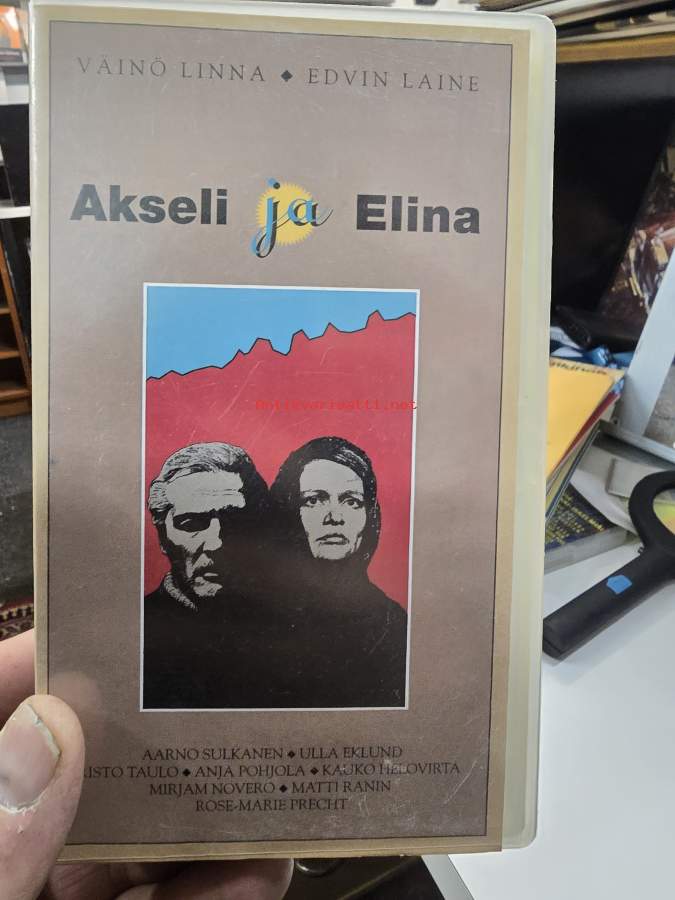 VÄINÖ LINNA ◆ EDVIN LAINE
Akseli ja Elina
Antikvariaatti.net
AARNO SULKANEN ◆ ULLA EKLUND
RISTO TAULO ◆ ANJA POHJOLA ◆ KAUKO HELOVIRTA
MIRJAM NOVERO ◆ MATTI RANIN
ROSE-MARIE PRECHT